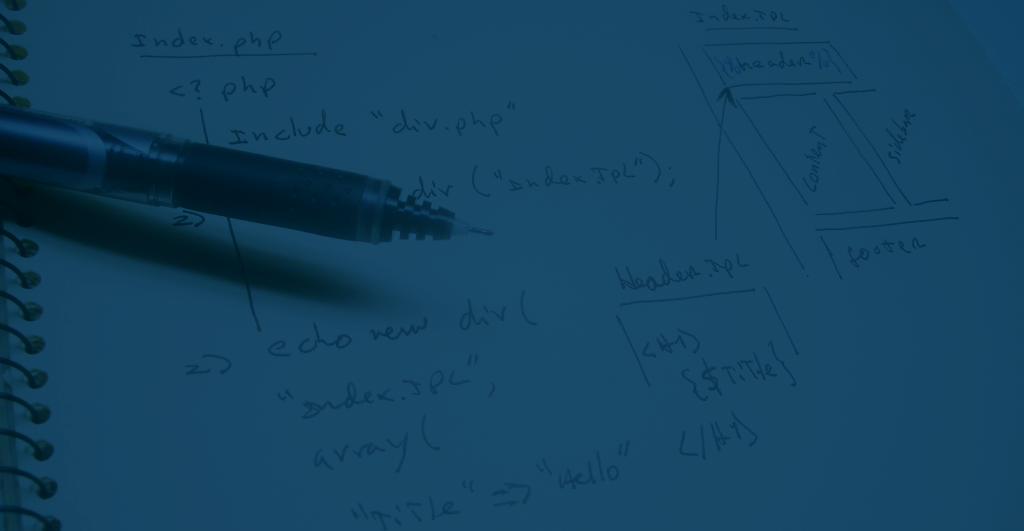 Index.php
<? php
Include "div.php"
div ("Index.TPL");
2)
echo new div (
"Index.TPL",
array (
"TiTle" => "Hello"
Index.TPL
Header
ConTenT
sidebar
footer
Header.TPL
<H1>
{$TiTle}
</H1>